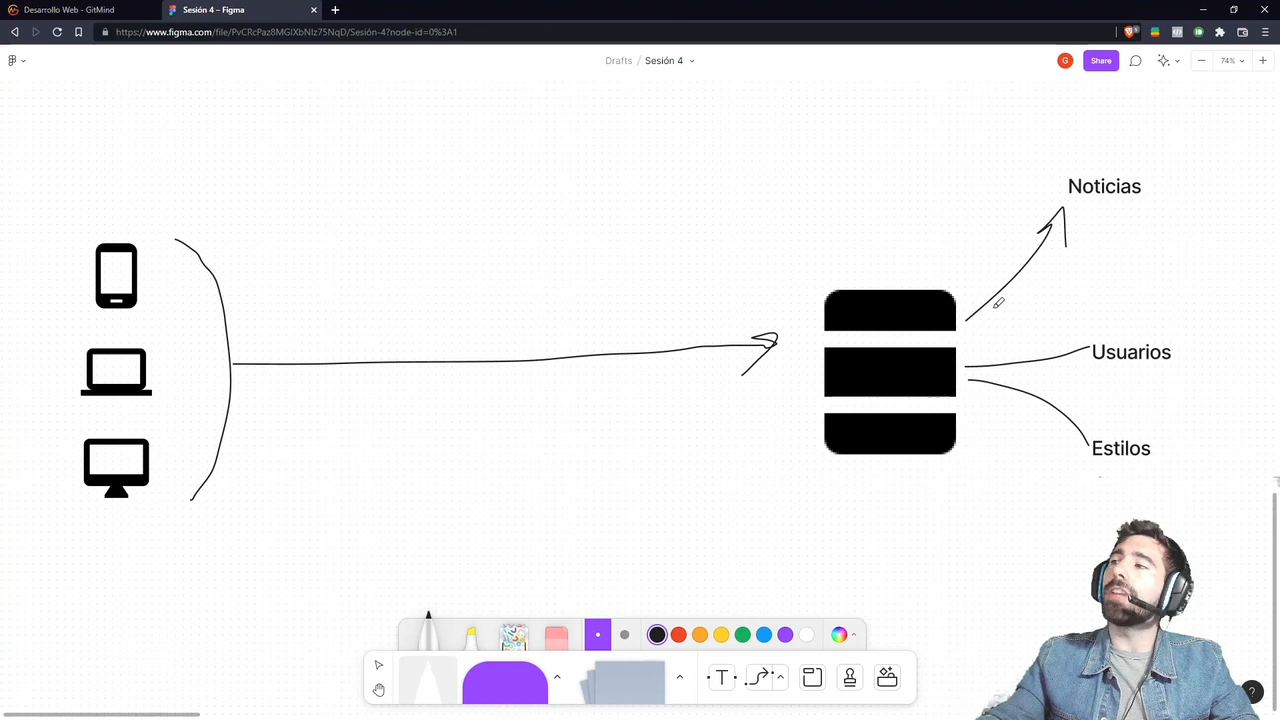 Desarrollo Web - GitMind
Sesión 4 – Figma
https://www.figma.com/file/PvCRcPaz8MGlXbNIz75NqD/Sesión-4?node-id=0%3A1
Drafts / Sesión 4
G
Share
74%
Noticias
Usuarios
Estilos
T
?